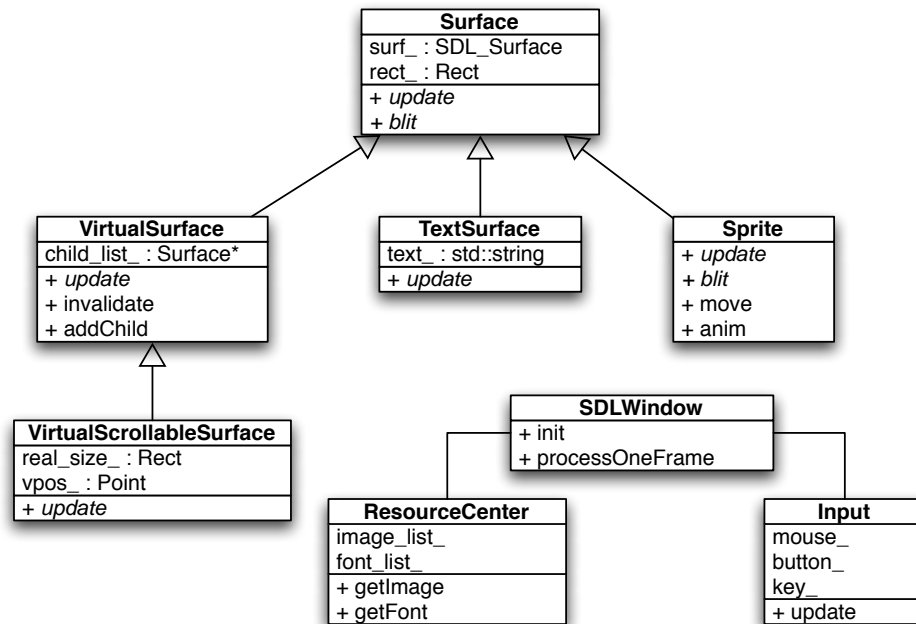 Surface
surf_ : SDL_Surface
rect_ : Rect
+ update
+ blit
VirtualSurface
child_list_ : Surface*
+ update
+ invalidate
+ addChild
TextSurface
text_ : std::string
+ update
Sprite
+ update
+ blit
+ move
+ anim
VirtualScrollableSurface
real_size_ : Rect
vpos_ : Point
+ update
SDLWindow
+ init
+ processOneFrame
ResourceCenter
image_list_
font_list_
+ getImage
+ getFont
Input
mouse_
button_
key_
+ update